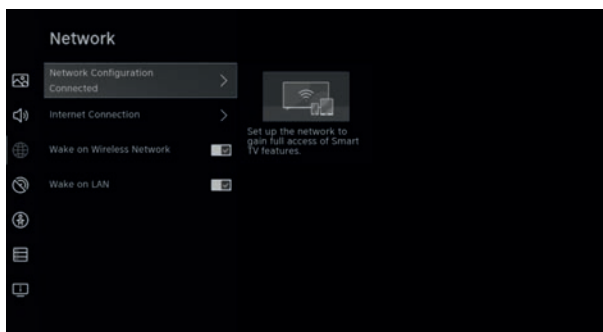 Network
Network Configuration
Connected
Internet Connection
Set up the network to
gain full access of Smart
TV features.
Wake on Wireless Network
Wake on LAN